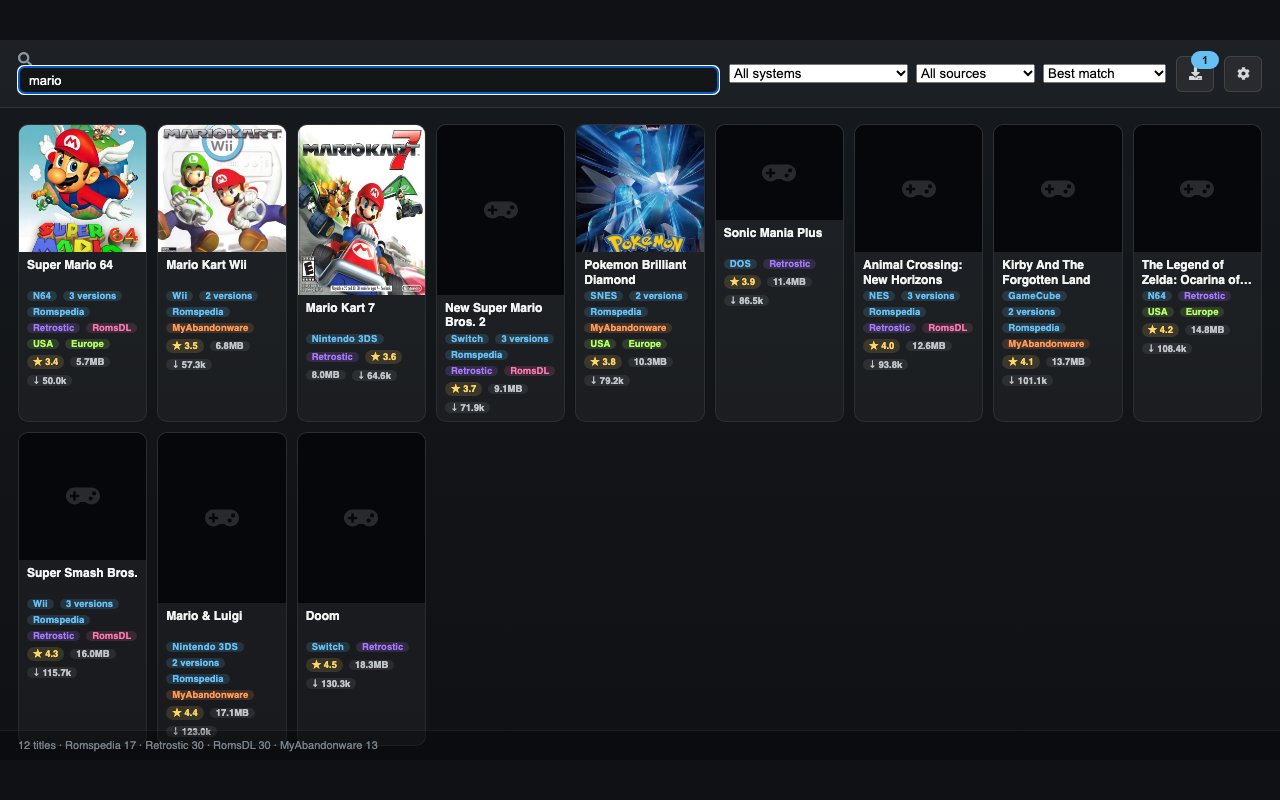 mario
All systems
All sources
Best match
1
SUPER MARIO 64
Super Mario 64
N64 3 versions
Romspedia
Retrostic RomsDL
USA Europe
★ 3.4 5.7MB
↓ 50.0k
MARIOKART
Wii
Mario Kart Wii
Wii 2 versions
Romspedia
MyAbandonware
★ 3.5 6.8MB
↓ 57.3k
MARIOKART 7
Mario Kart 7
Nintendo 3DS
Retrostic ★ 3.6
8.0MB ↓ 64.6k
New Super Mario
Bros. 2
Switch 3 versions
Romspedia
Retrostic RomsDL
★ 3.7 9.1MB
↓ 71.9k
POKéMON
Pokemon Brilliant
Diamond
SNES 2 versions
Romspedia
MyAbandonware
USA Europe
★ 3.8 10.3MB
↓ 79.2k
Sonic Mania Plus
DOS Retrostic
★ 3.9 11.4MB
↓ 86.5k
Animal Crossing:
New Horizons
NES 3 versions
Romspedia
Retrostic RomsDL
★ 4.0 12.6MB
↓ 93.8k
Kirby And The
Forgotten Land
GameCube
2 versions
Romspedia
MyAbandonware
★ 4.1 13.7MB
↓ 101.1k
The Legend of
Zelda: Ocarina of...
N64 Retrostic
USA Europe
★ 4.2 14.8MB
↓ 108.4k
Super Smash Bros.
Wii 3 versions
Romspedia
Retrostic RomsDL
★ 4.3 16.0MB
↓ 115.7k
Mario & Luigi
Nintendo 3DS
2 versions
Romspedia
MyAbandonware
★ 4.4 17.1MB
↓ 123.0k
Doom
Switch Retrostic
★ 4.5 18.3MB
↓ 130.3k
12 titles · Romspedia 17 · Retrostic 30 · RomsDL 30 · MyAbandonware 13